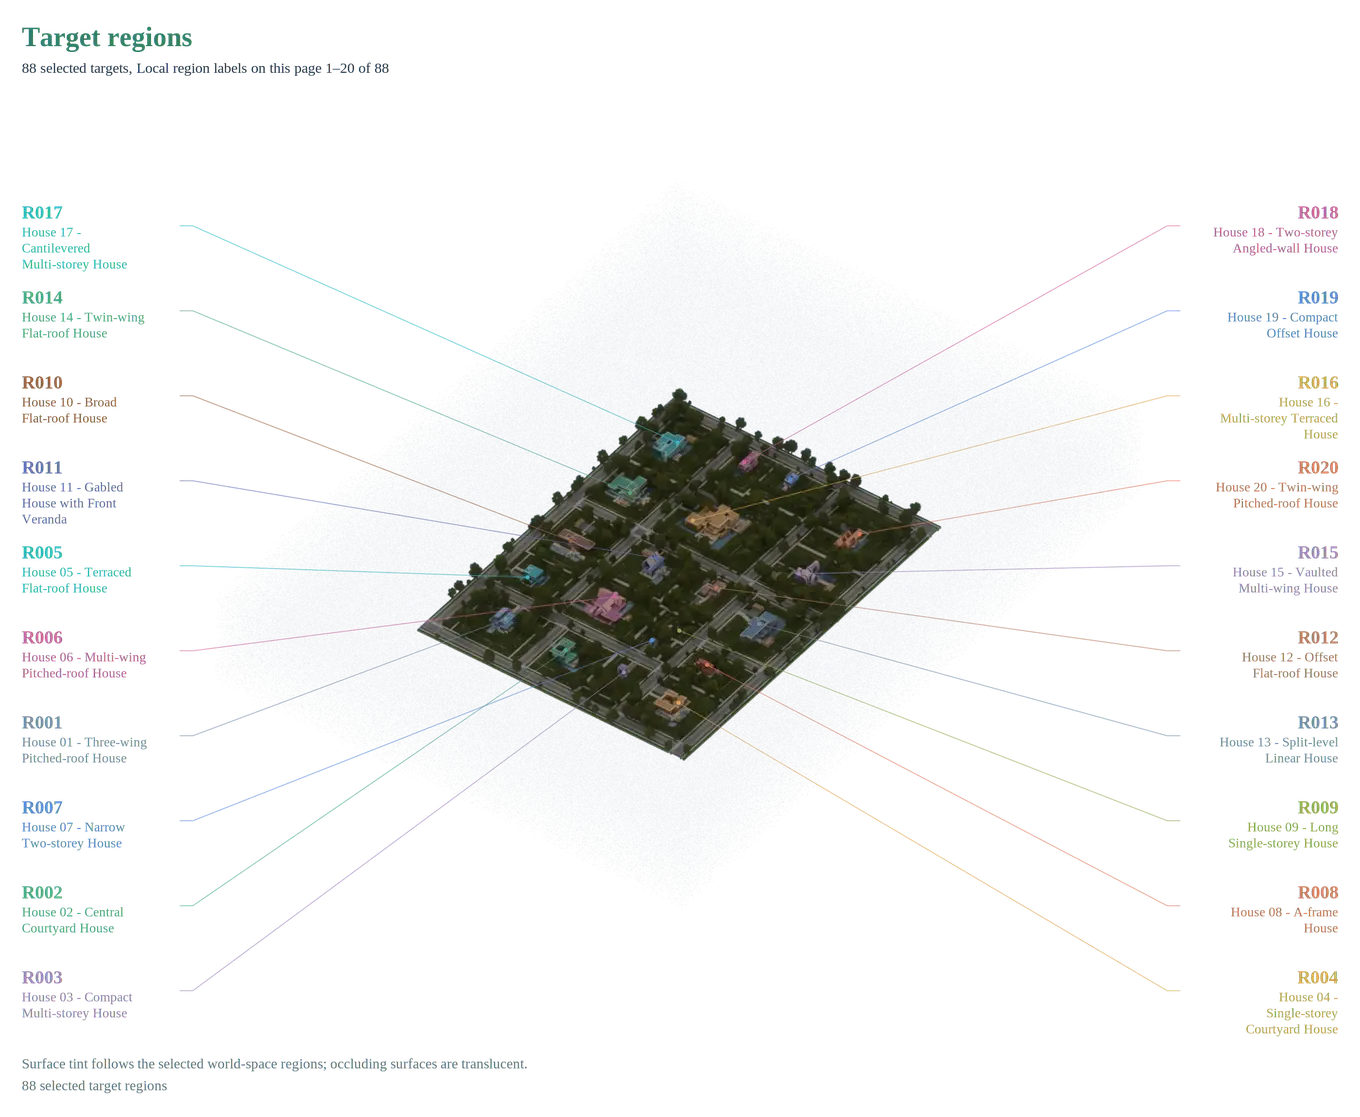 Target regions
88 selected targets, Local region labels on this page 1–20 of 88
R017
House 17 -
Cantilevered
Multi-storey House
R014
House 14 - Twin-wing
Flat-roof House
R010
House 10 - Broad
Flat-roof House
R011
House 11 - Gabled
House with Front
Veranda
R005
House 05 - Terraced
Flat-roof House
R006
House 06 - Multi-wing
Pitched-roof House
R001
House 01 - Three-wing
Pitched-roof House
R007
House 07 - Narrow
Two-storey House
R002
House 02 - Central
Courtyard House
R003
House 03 - Compact
Multi-storey House
R018
House 18 - Two-storey
Angled-wall House
R019
House 19 - Compact
Offset House
R016
House 16 -
Multi-storey Terraced
House
R020
House 20 - Twin-wing
Pitched-roof House
R015
House 15 - Vaulted
Multi-wing House
R012
House 12 - Offset
Flat-roof House
R013
House 13 - Split-level
Linear House
R009
House 09 - Long
Single-storey House
R008
House 08 - A-frame
House
R004
House 04 -
Single-storey
Courtyard House
Surface tint follows the selected world-space regions; occluding surfaces are translucent.
88 selected target regions